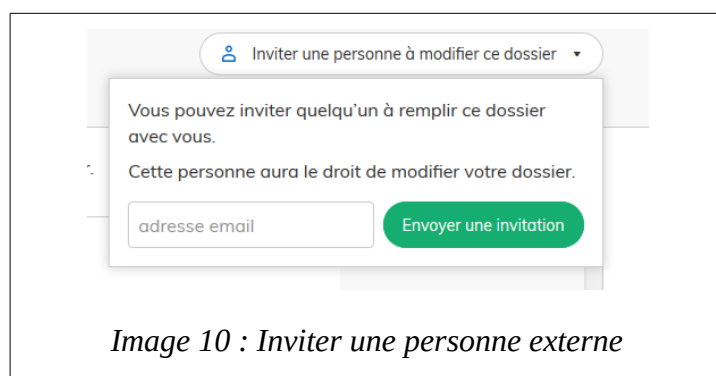 Inviter une personne à modifier ce dossier
Vous pouvez inviter quelqu'un à remplir ce dossier
avec vous.
r.
Cette personne aura le droit de modifier votre dossier.
adresse email
Envoyer une invitation
Image 10 : Inviter une personne externe